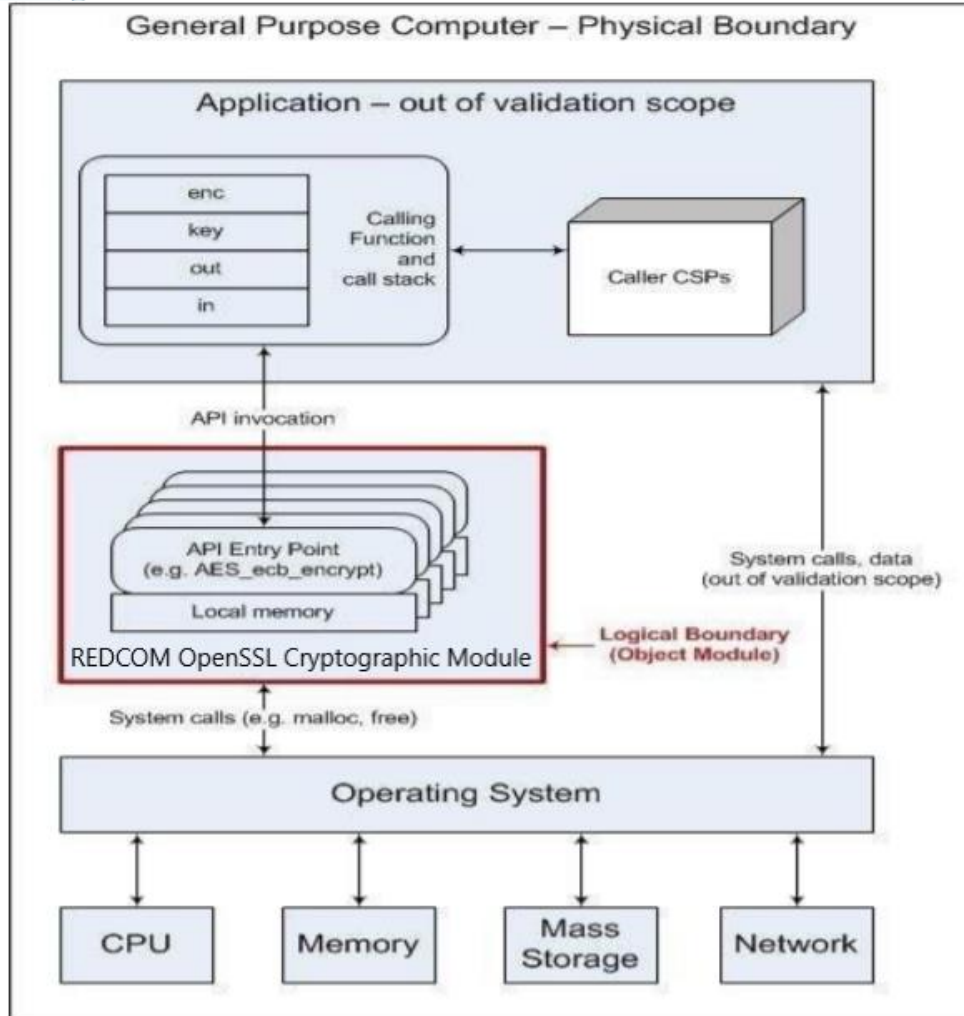 General Purpose Computer – Physical Boundary
Application – out of validation scope
enc
key
out
in
Calling
Function
and
call stack
Caller CSPs
API invocation
API Entry Point
(e.g. AES_ecb_encrypt)
Local memory
REDCOM OpenSSL Cryptographic Module
System calls, data
(out of validation scope)
Logical Boundary
(Object Module)
System calls (e.g. malloc, free)
Operating System
CPU
Memory
Mass
Storage
Network